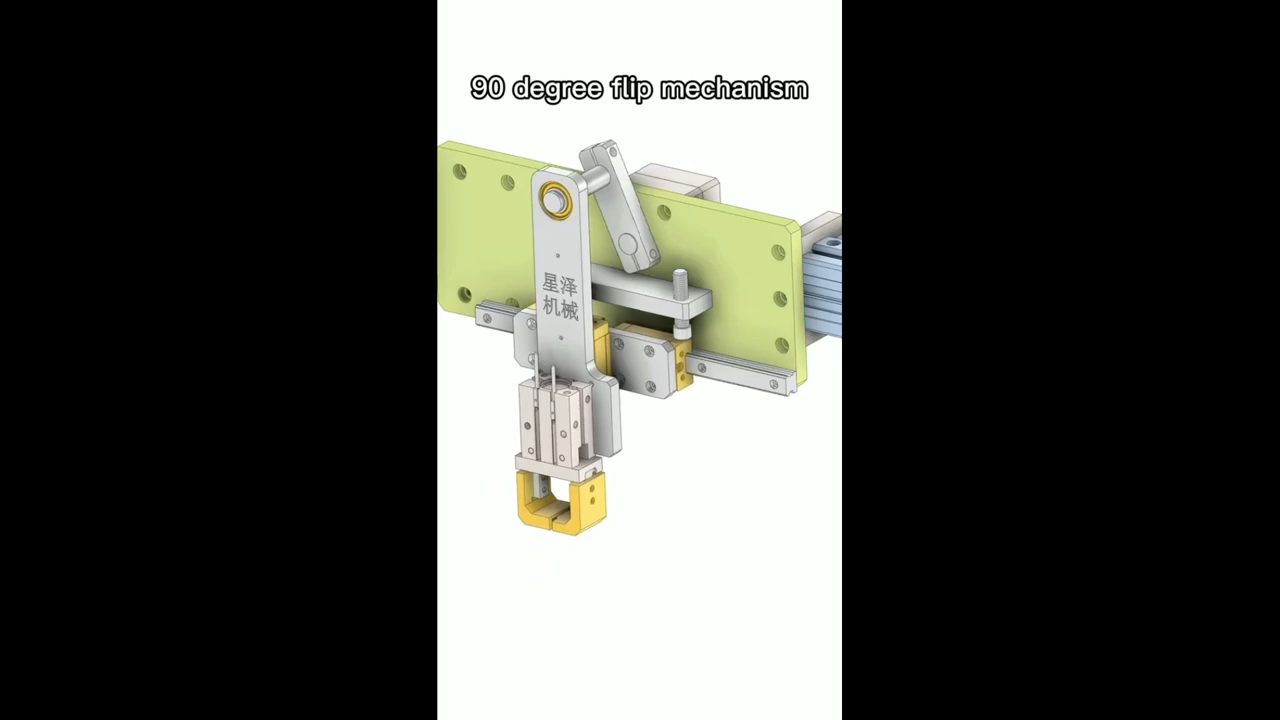 90 degree flip mechanism
星泽
机械